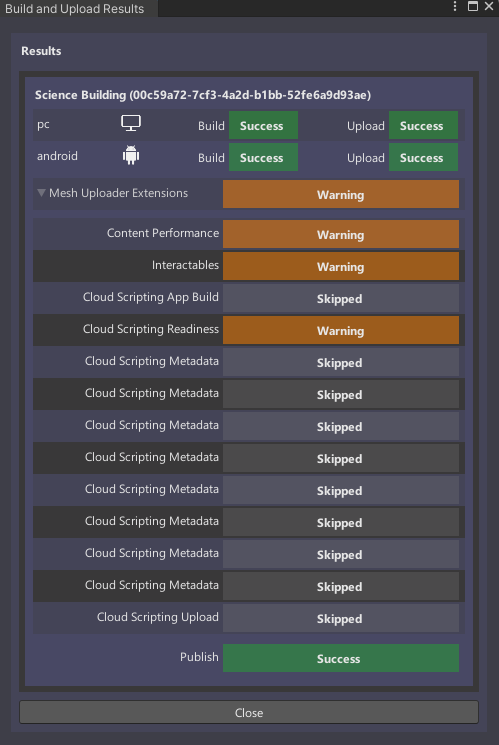 Build and Upload Results
Results
Science Building (00c59a72-7cf3-4a2d-b1bb-52fe6a9d93ae)
pc Build Success Upload Success
android Build Success Upload Success
Mesh Uploader Extensions Warning
Content Performance Warning
Interactables Warning
Cloud Scripting App Build Skipped
Cloud Scripting Readiness Warning
Cloud Scripting Metadata Skipped
Cloud Scripting Metadata Skipped
Cloud Scripting Metadata Skipped
Cloud Scripting Metadata Skipped
Cloud Scripting Metadata Skipped
Cloud Scripting Metadata Skipped
Cloud Scripting Metadata Skipped
Cloud Scripting Metadata Skipped
Cloud Scripting Upload Skipped
Publish Success
Close